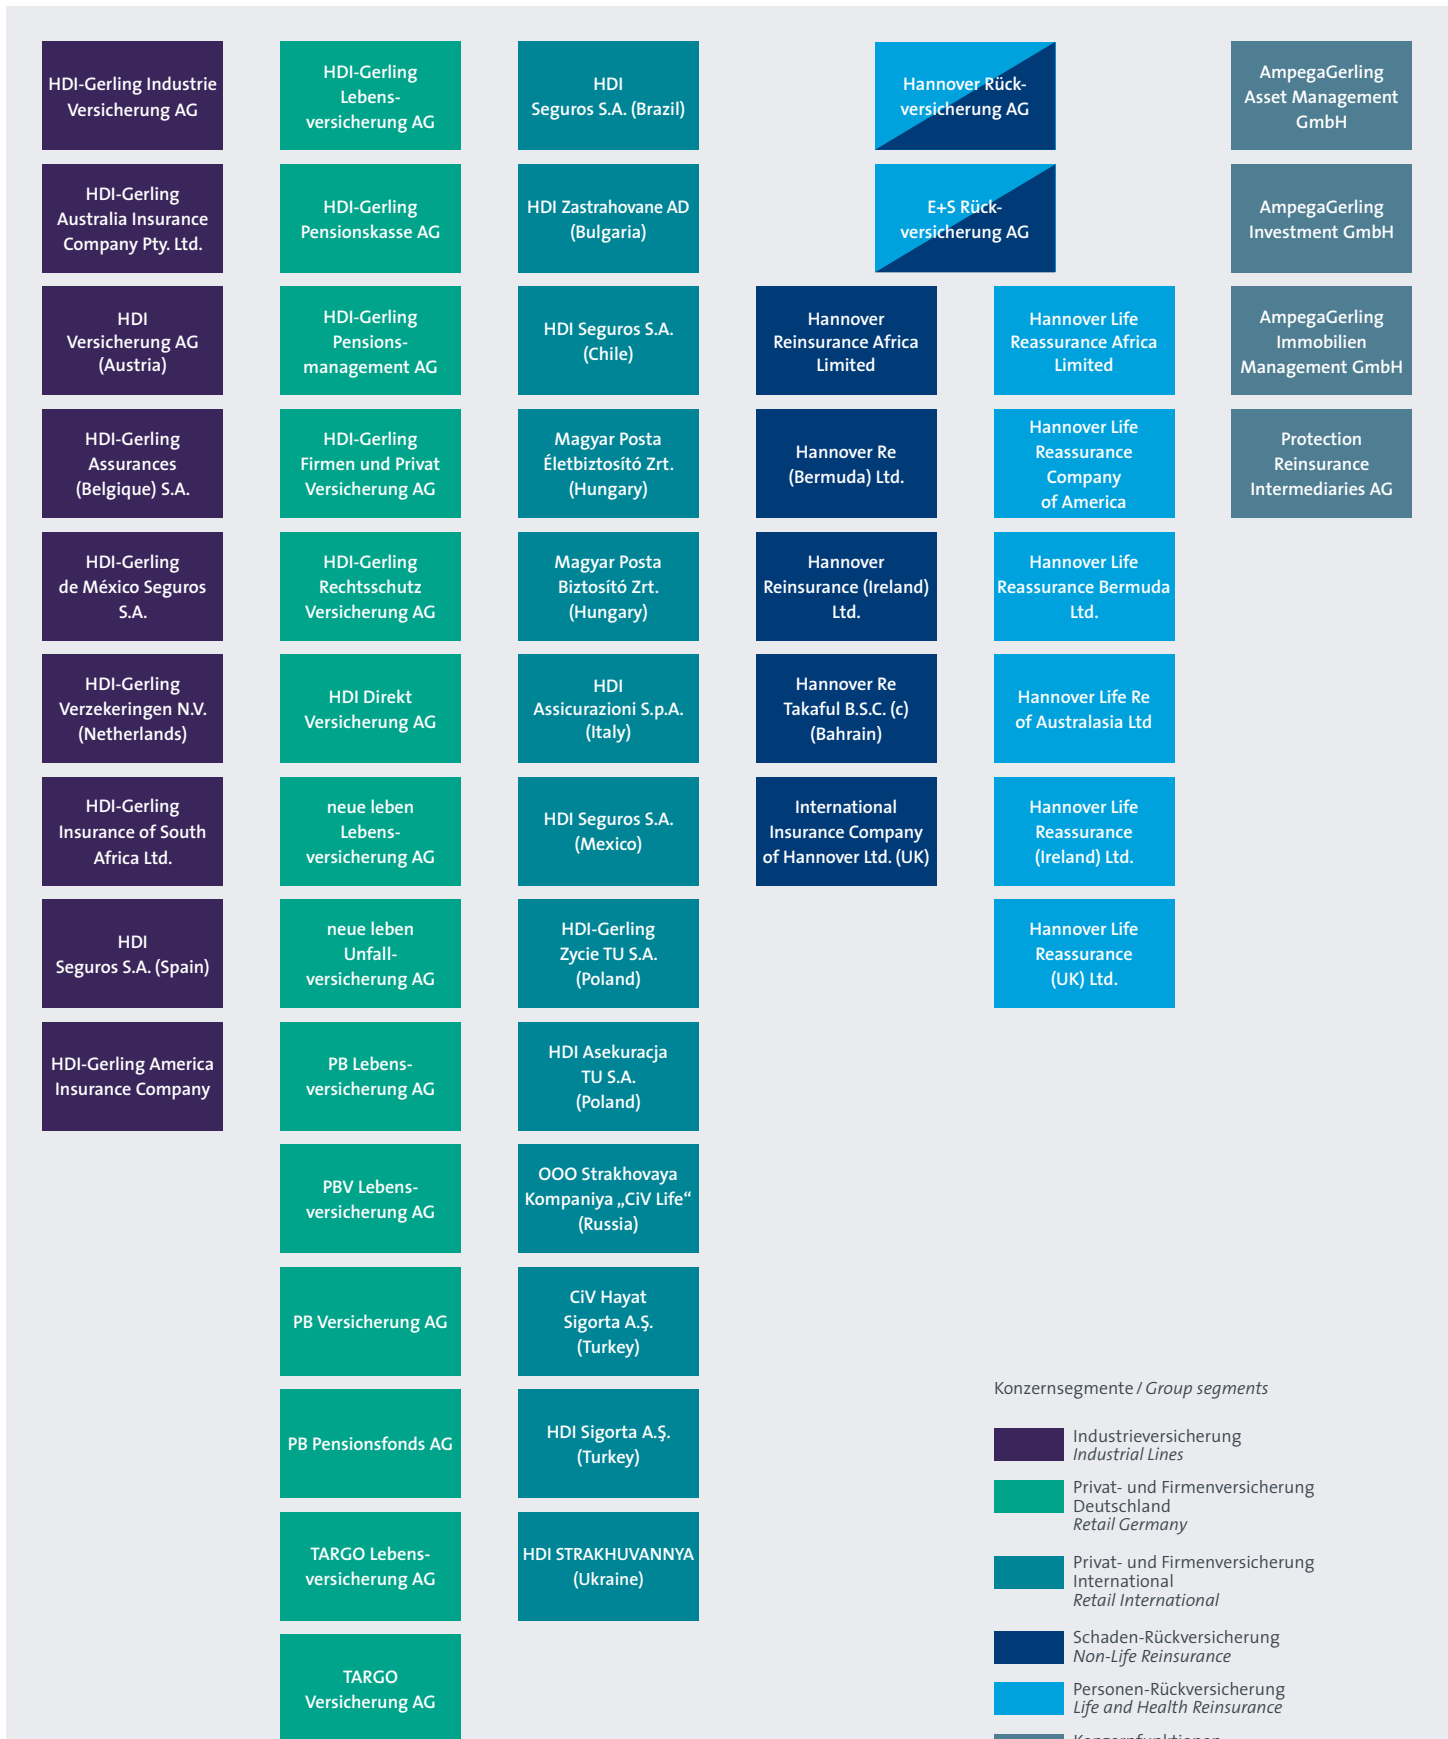 HDI-Gerling Industrie
Versicherung AG
HDI-Gerling
Australia Insurance
Company Pty. Ltd.
HDI
Versicherung AG
(Austria)
HDI-Gerling
Assurances
(Belgique) S.A.
HDI-Gerling
de México Seguros
S.A.
HDI-Gerling
Verzekeringen N.V.
(Netherlands)
HDI-Gerling
Insurance of South
Africa Ltd.
HDI
Seguros S.A. (Spain)
HDI-Gerling America
Insurance Company
HDI-Gerling
Lebens-
versicherung AG
HDI-Gerling
Pensionskasse AG
HDI-Gerling
Pensions-
management AG
HDI-Gerling
Firmen und Privat
Versicherung AG
HDI-Gerling
Rechtsschutz
Versicherung AG
HDI Direkt
Versicherung AG
neue leben
Lebens-
versicherung AG
neue leben
Unfall-
versicherung AG
PB Lebens-
versicherung AG
PBV Lebens-
versicherung AG
PB Versicherung AG
PB Pensionsfonds AG
TARGO Lebens-
versicherung AG
TARGO
Versicherung AG
HDI
Seguros S.A. (Brazil)
HDI Zastrahovane AD
(Bulgaria)
HDI Seguros S.A.
(Chile)
Magyar Posta
Életbiztosító Zrt.
(Hungary)
Magyar Posta
Biztosító Zrt.
(Hungary)
HDI
Assicurazioni S.p.A.
(Italy)
HDI Seguros S.A.
(Mexico)
HDI-Gerling
Zycie TU S.A.
(Poland)
HDI Asekuracja
TU S.A.
(Poland)
OOO Strakhovaya
Kompaniya „CiV Life“
(Russia)
CiV Hayat
Sigorta A.Ş.
(Turkey)
HDI Sigorta A.Ş.
(Turkey)
HDI STRAKHUVANNYA
(Ukraine)
Hannover Rück-
versicherung AG
E+S Rück-
versicherung AG
Hannover
Reinsurance Africa
Limited
Hannover Re
(Bermuda) Ltd.
Hannover
Reinsurance (Ireland)
Ltd.
Hannover Re
Takaful B.S.C. (c)
(Bahrain)
International
Insurance Company
of Hannover Ltd. (UK)
Hannover Life
Reassurance Africa
Limited
Hannover Life
Reassurance
Company
of America
Hannover Life
Reassurance Bermuda
Ltd.
Hannover Life Re
of Australasia Ltd
Hannover Life
Reassurance
(Ireland) Ltd.
Hannover Life
Reassurance
(UK) Ltd.
AmpegaGerling
Asset Management
GmbH
AmpegaGerling
Investment GmbH
AmpegaGerling
Immobilien
Management GmbH
Protection
Reinsurance
Intermediaries AG
Konzernsegmente / Group segments
Industrieversicherung
Industrial Lines
Privat- und Firmenversicherung
Deutschland
Retail Germany
Privat- und Firmenversicherung
International
Retail International
Schaden-Rückversicherung
Non-Life Reinsurance
Personen-Rückversicherung
Life and Health Reinsurance